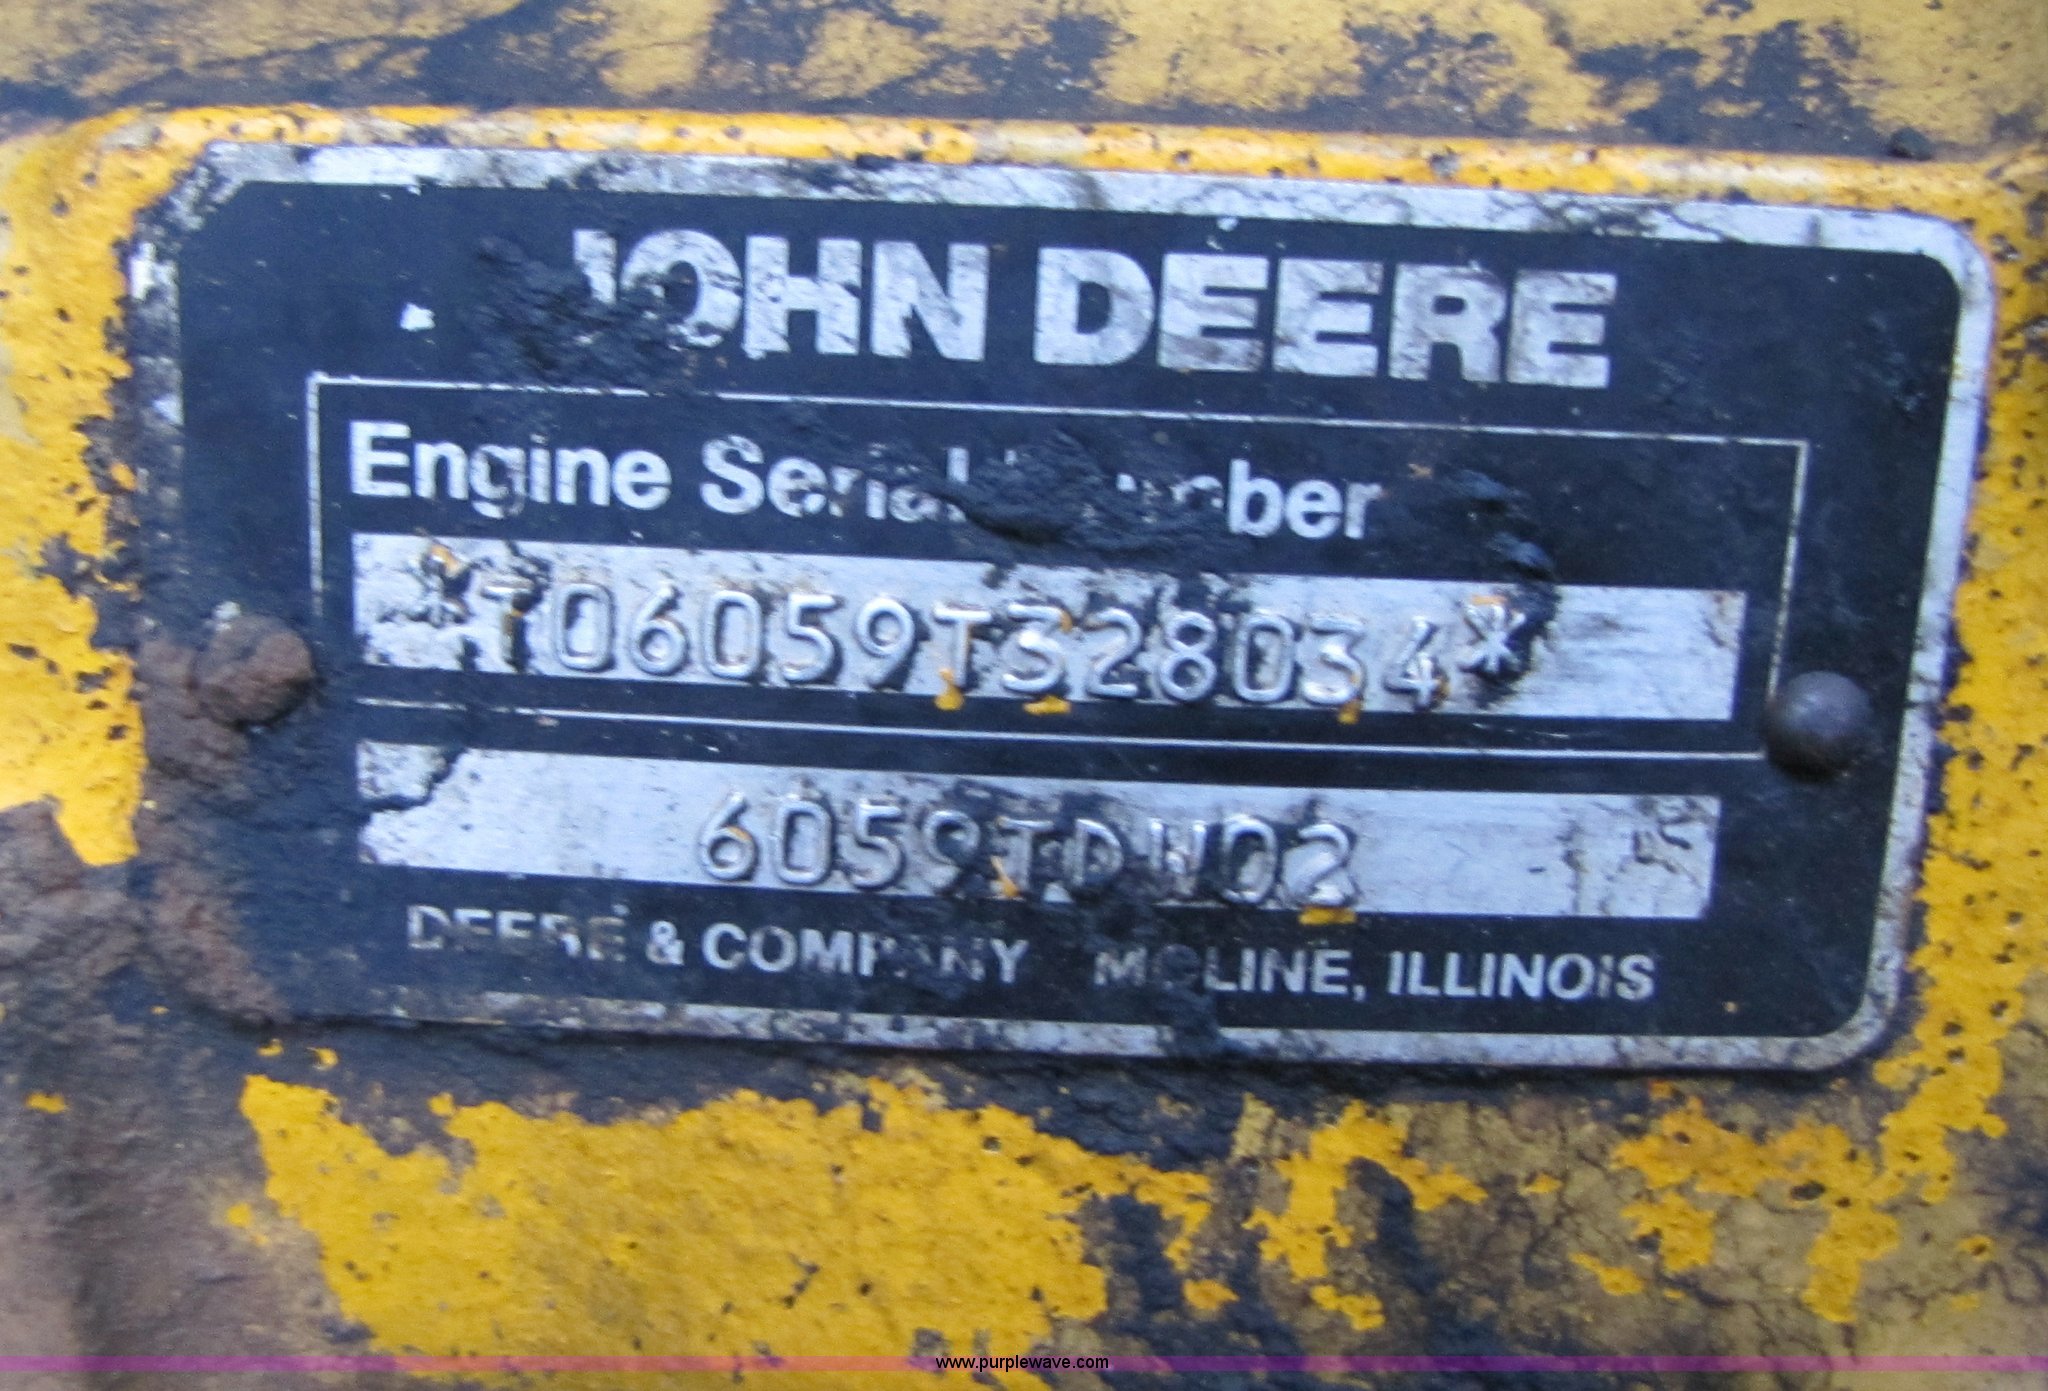 JOHN DEERE
Engine Serial Number
*T06059T328034*
6059TDW02
DEERE & COMPANY MOLINE, ILLINOIS
www.purplewave.com